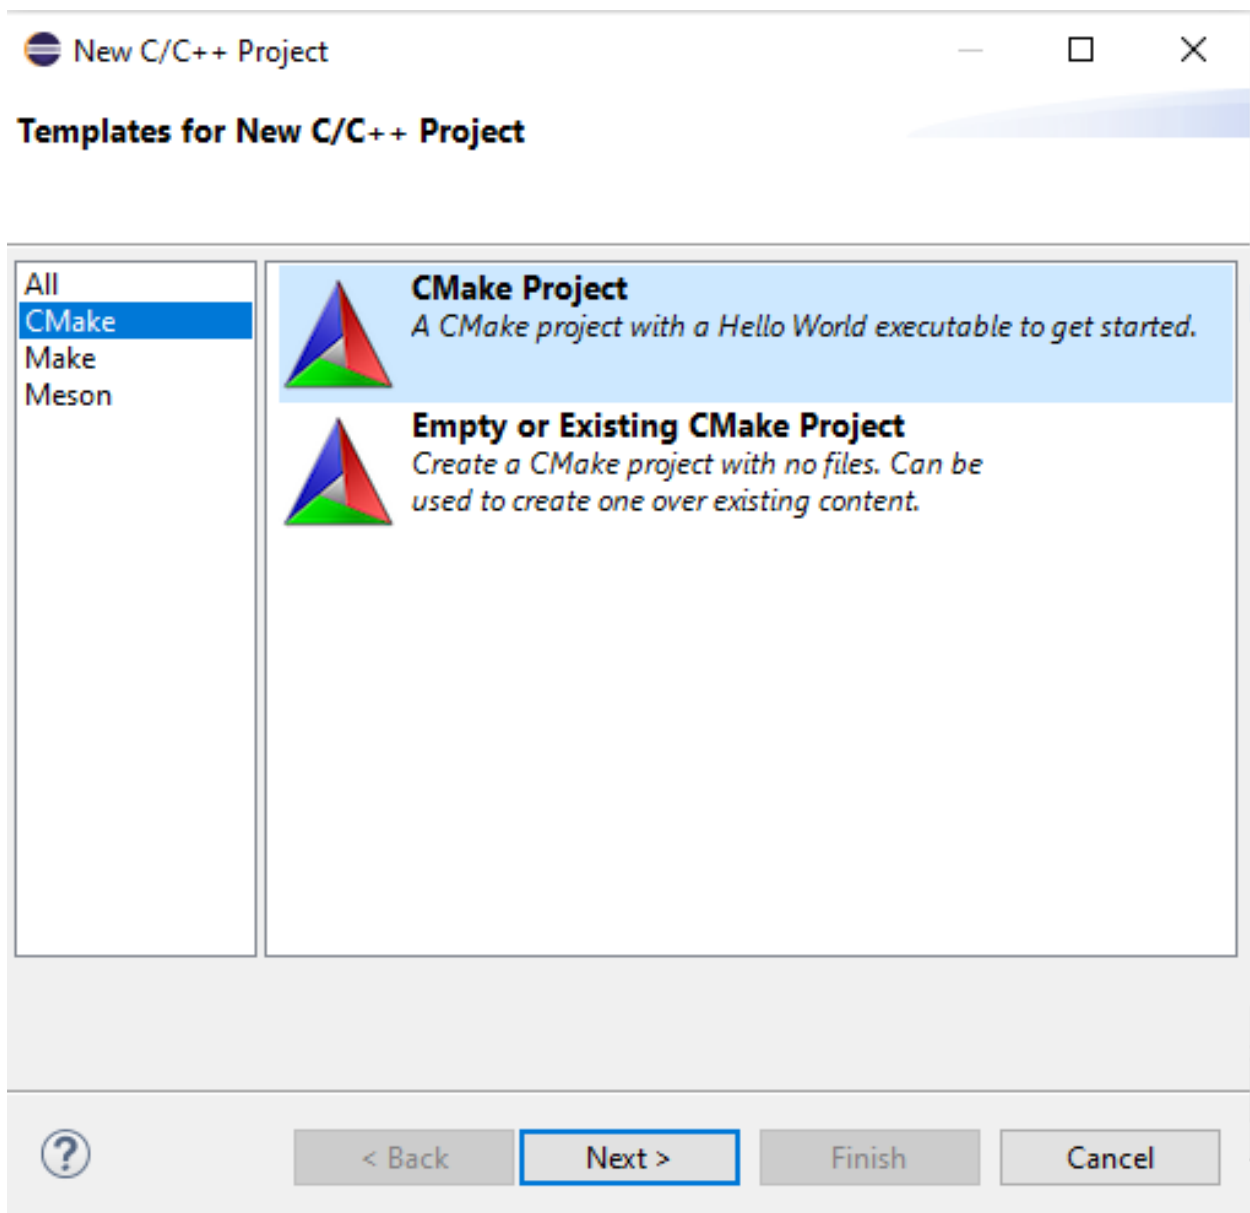 New C/C++ Project
Templates for New C/C++ Project
All
CMake
Make
Meson
CMake Project
A CMake project with a Hello World executable to get started.
Empty or Existing CMake Project
Create a CMake project with no files. Can be
used to create one over existing content.
?
< Back
Next >
Finish
Cancel